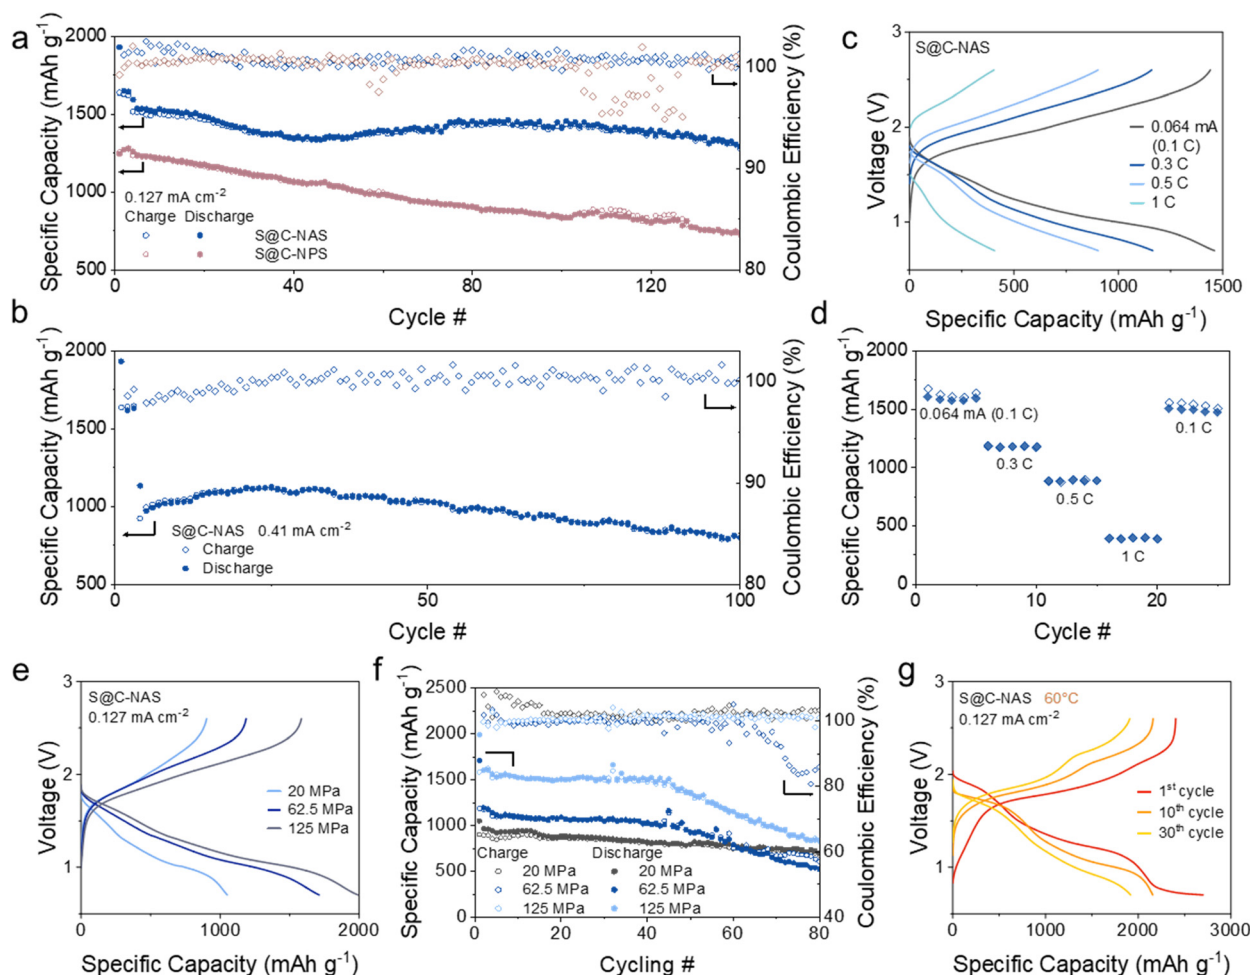 a
Specific Capacity (mAh g-1)
2000
1500
1000
500
0.127 mA cm-2
Charge Discharge
S@C-NAS
S@C-NPS
0
40
80
120
Cycle #
100
90
80
Coulombic Efficiency (%)
c
S@C-NAS
Voltage (V)
3
2
1
0.064 mA
(0.1 C)
0.3 C
0.5 C
1 C
0
500
1000
1500
Specific Capacity (mAh g-1)
b
Specific Capacity (mAh g-1)
2000
1500
1000
500
S@C-NAS 0.41 mA cm-2
Charge
Discharge
0
50
100
Cycle #
100
90
80
Coulombic Efficiency (%)
d
Specific Capacity (mAh g-1)
2000
1500
1000
500
0
0.064 mA (0.1 C)
0.3 C
0.5 C
1 C
0.1 C
0
10
20
Cycle #
e
S@C-NAS
0.127 mA cm-2
Voltage (V)
3
2
1
20 MPa
62.5 MPa
125 MPa
0
1000
2000
Specific Capacity (mAh g-1)
f
Specific Capacity (mAh g-1)
2500
2000
1500
1000
500
0
Charge Discharge
20 MPa 20 MPa
62.5 MPa 62.5 MPa
125 MPa 125 MPa
0
20
40
60
80
Cycling #
100
80
60
40
Coulombic Efficiency (%)
g
S@C-NAS 60°C
0.127 mA cm-2
Voltage (V)
3
2
1
1st cycle
10th cycle
30th cycle
0
1000
2000
3000
Specific Capacity (mAh g-1)